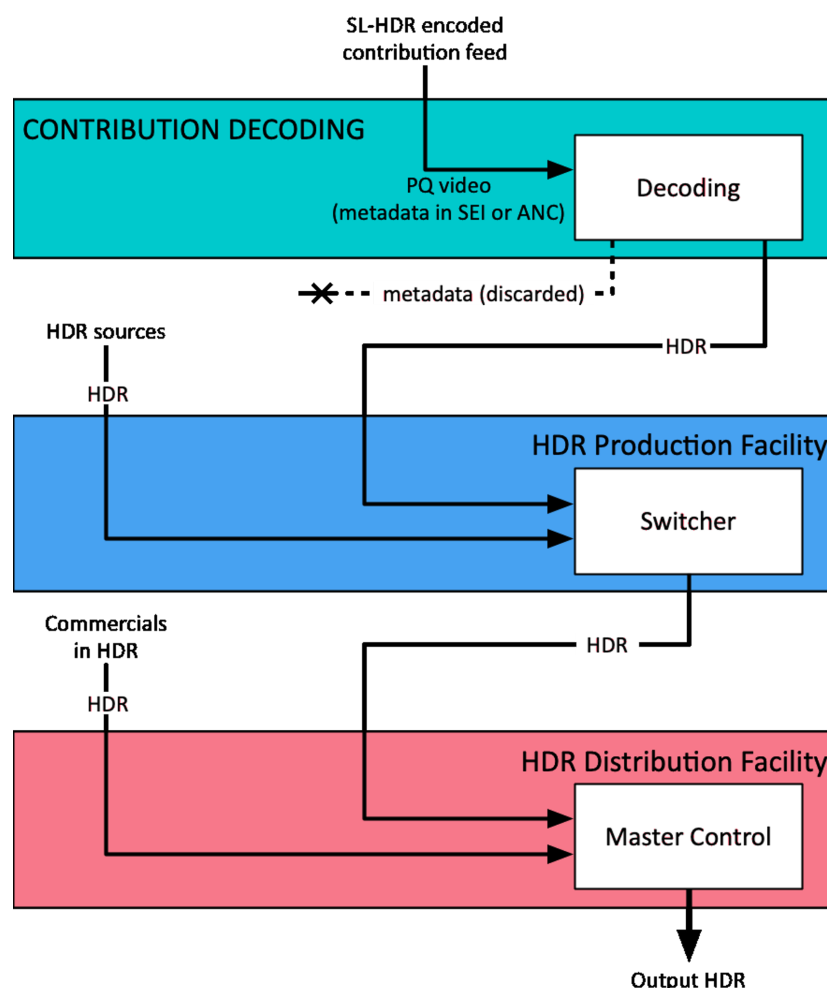 SL-HDR encoded
contribution feed
CONTRIBUTION DECODING
PQ video
(metadata in SEI or ANC)
Decoding
metadata (discarded)
HDR sources
HDR
HDR
HDR Production Facility
Switcher
Commercials
in HDR
HDR
HDR
HDR Distribution Facility
Master Control
Output HDR